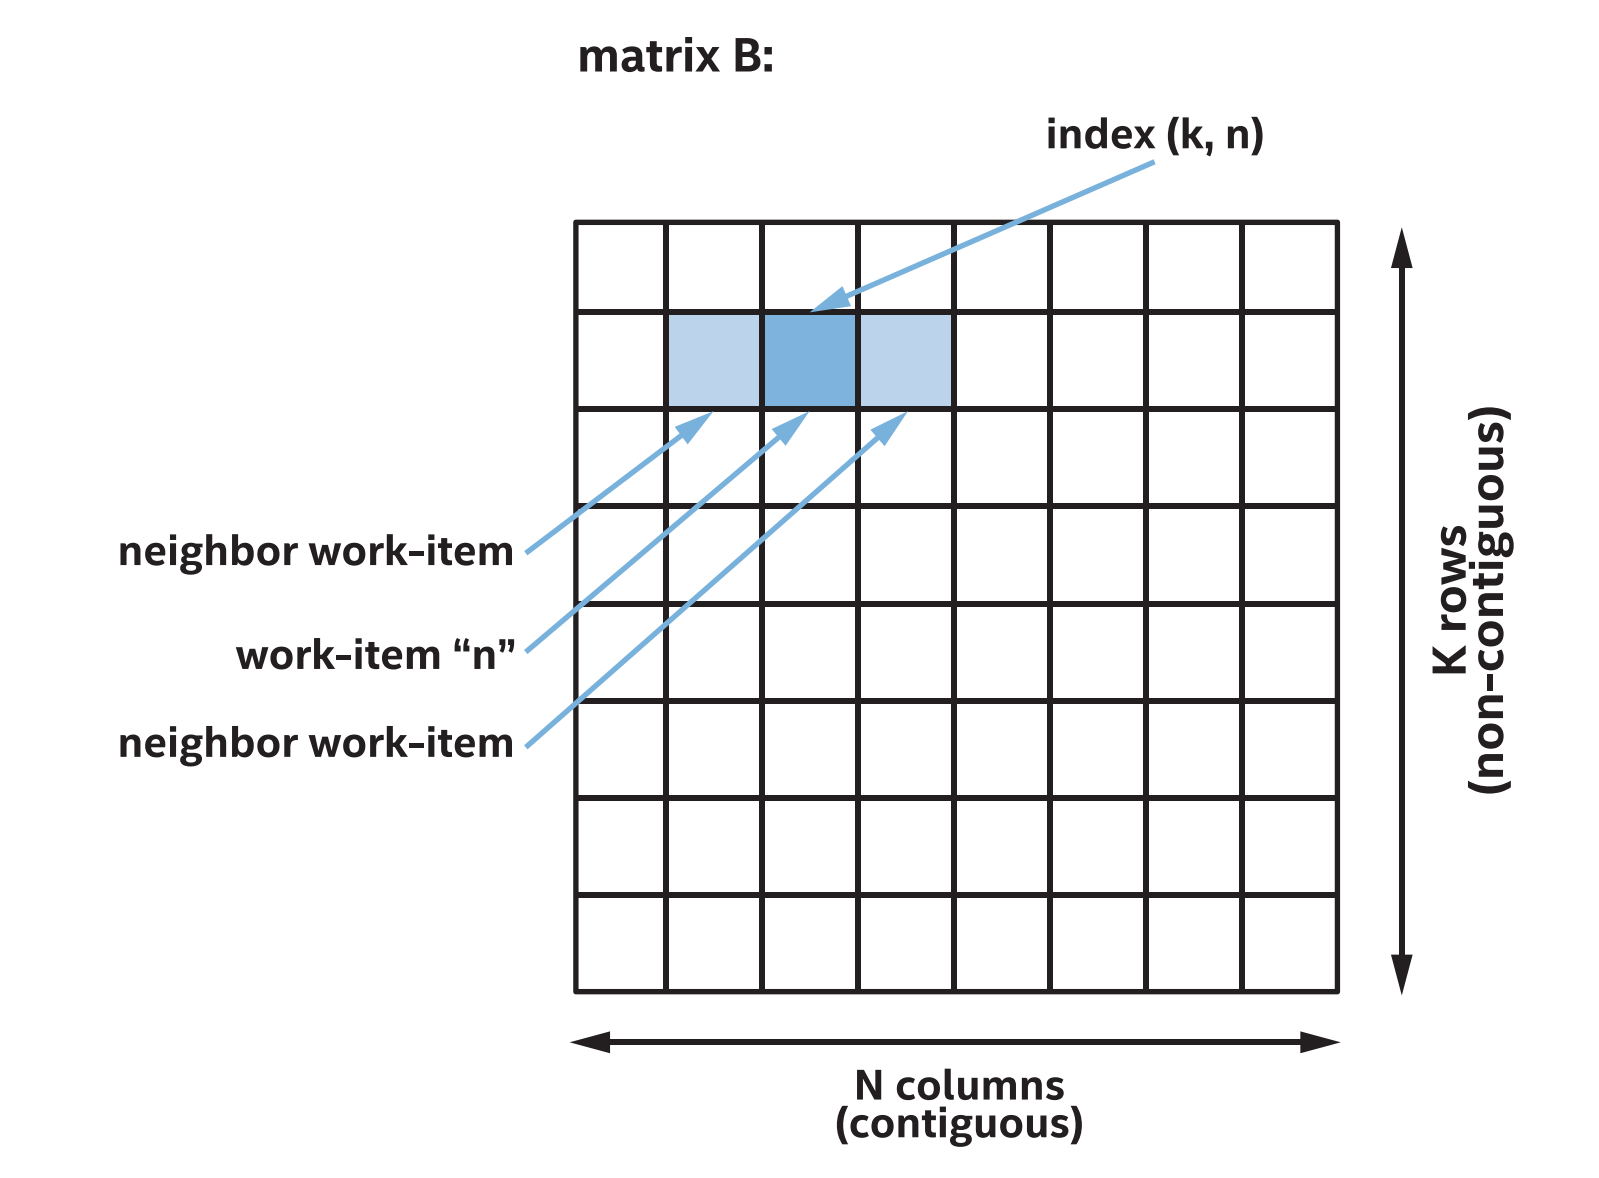 matrix B:
index (k, n)
neighbor work-item
work-item “n”
neighbor work-item
K rows
(non-contiguous)
N columns
(contiguous)